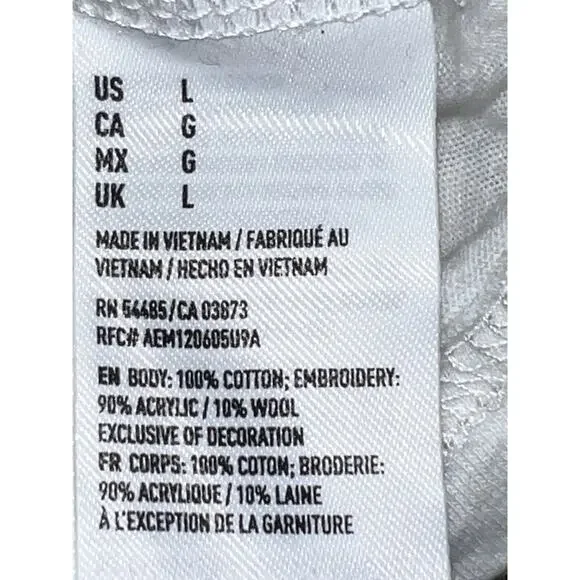 US L
CA G
MX G
UK L
MADE IN VIETNAM / FABRIQUÉ AU
VIETNAM / HECHO EN VIETNAM
RN 54485/CA 03873
RFC# AEM120605U9A
EN BODY: 100% COTTON; EMBROIDERY:
90% ACRYLIC / 10% WOOL
EXCLUSIVE OF DECORATION
FR CORPS: 100% COTON; BRODERIE:
90% ACRYLIQUE / 10% LAINE
À L'EXCEPTION DE LA GARNITURE